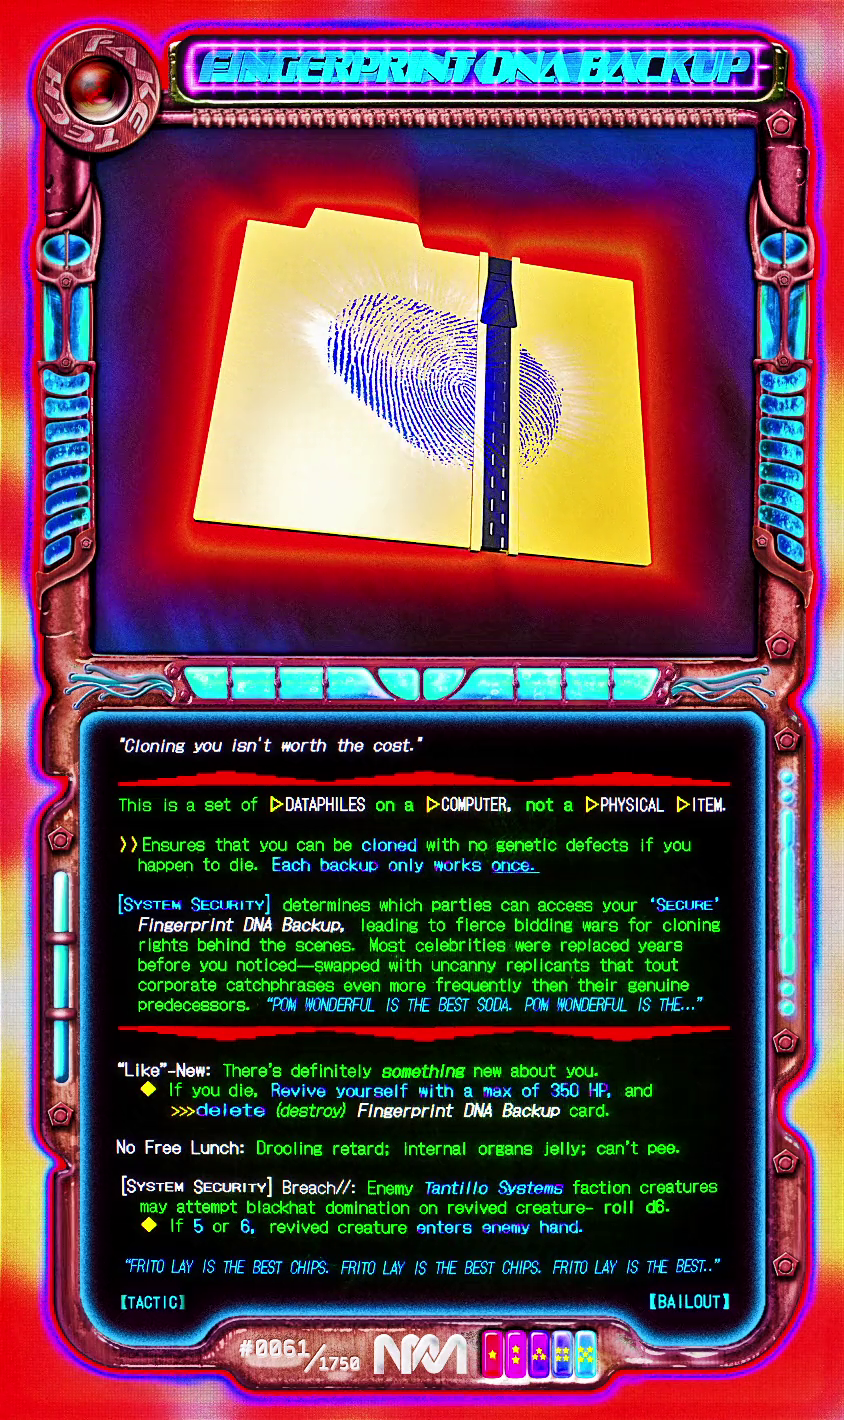 FAKE TECH
FINGERPRINT DNA BACKUP
"Cloning you isn't worth the cost."
This is a set of ▷DATAPHILES on a ▷COMPUTER, not a ▷PHYSICAL ▷ITEM.
⟩⟩Ensures that you can be cloned with no genetic defects if you
happen to die. Each backup only works once.
[SYSTEM SECURITY] determines which parties can access your 'SECURE'
Fingerprint DNA Backup, leading to fierce bidding wars for cloning
rights behind the scenes. Most celebrities were replaced years
before you noticed—swapped with uncanny replicants that tout
corporate catchphrases even more frequently then their genuine
predecessors. "POM WONDERFUL IS THE BEST SODA. POM WONDERFUL IS THE..."
"Like"-New: There's definitely something new about you.
◆ If you die, Revive yourself with a max of 350 HP, and
>>>delete (destroy) Fingerprint DNA Backup card.
No Free Lunch: Drooling retard; internal organs jelly; can't pee.
[SYSTEM SECURITY] Breach//: Enemy Tantillo Systems faction creatures
may attempt blackhat domination on revived creature- roll d6.
◆ If 5 or 6, revived creature enters enemy hand.
"FRITO LAY IS THE BEST CHIPS. FRITO LAY IS THE BEST CHIPS. FRITO LAY IS THE BEST.."
[TACTIC]
[BAILOUT]
#0061/1750